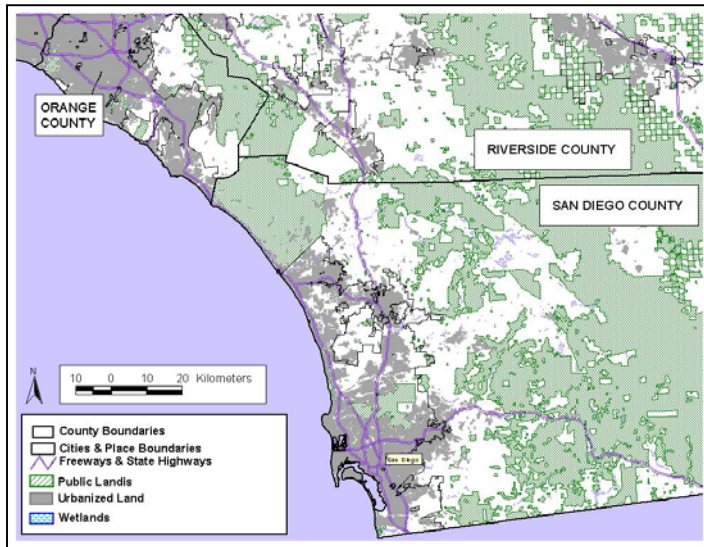 ORANGE
COUNTY
RIVERSIDE COUNTY
SAN DIEGO COUNTY
N
10 0 10 20 Kilometers
San Diego
County Boundaries
Cities & Place Boundaries
Freeways & State Highways
Public Landis
Urbanized Land
Wetlands